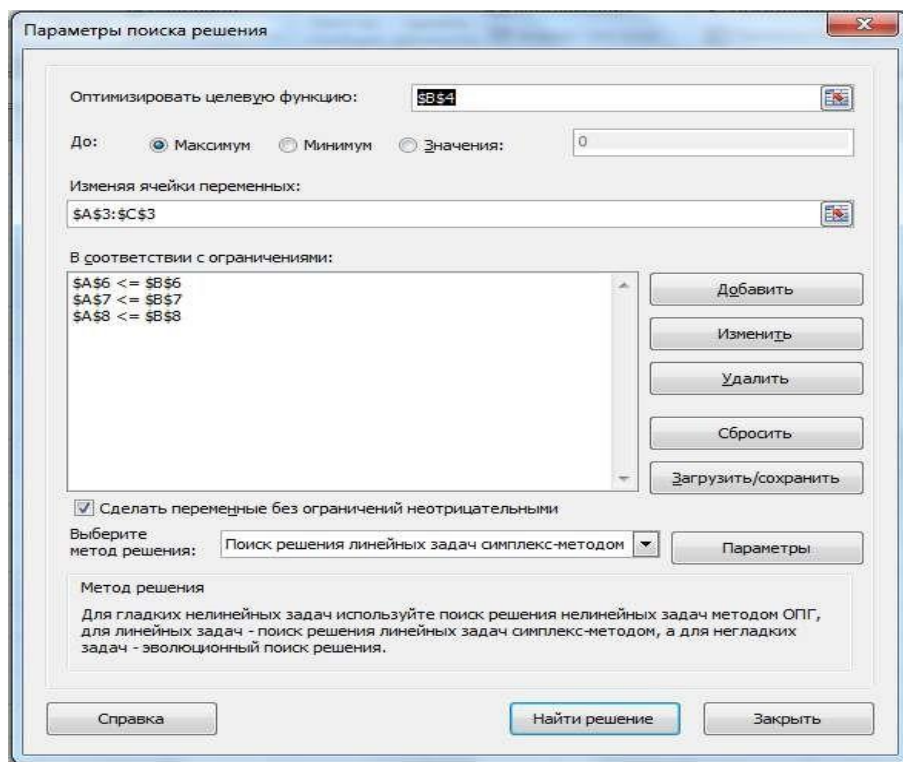 Параметры поиска решения
Оптимизировать целевую функцию: $B$4
До: Максимум Минимум Значения: 0
Изменяя ячейки переменных:
$A$3:$C$3
В соответствии с ограничениями:
$A$6 <= $B$6
$A$7 <= $B$7
$A$8 <= $B$8
Добавить
Изменить
Удалить
Сбросить
Загрузить/сохранить
Сделать переменные без ограничений неотрицательными
Выберите
метод решения:
Поиск решения линейных задач симплекс-методом
Параметры
Метод решения
Для гладких нелинейных задач используйте поиск решения нелинейных задач методом ОПГ,
для линейных задач - поиск решения линейных задач симплекс-методом, а для негладких
задач - эволюционный поиск решения.
Справка
Найти решение
Закрыть